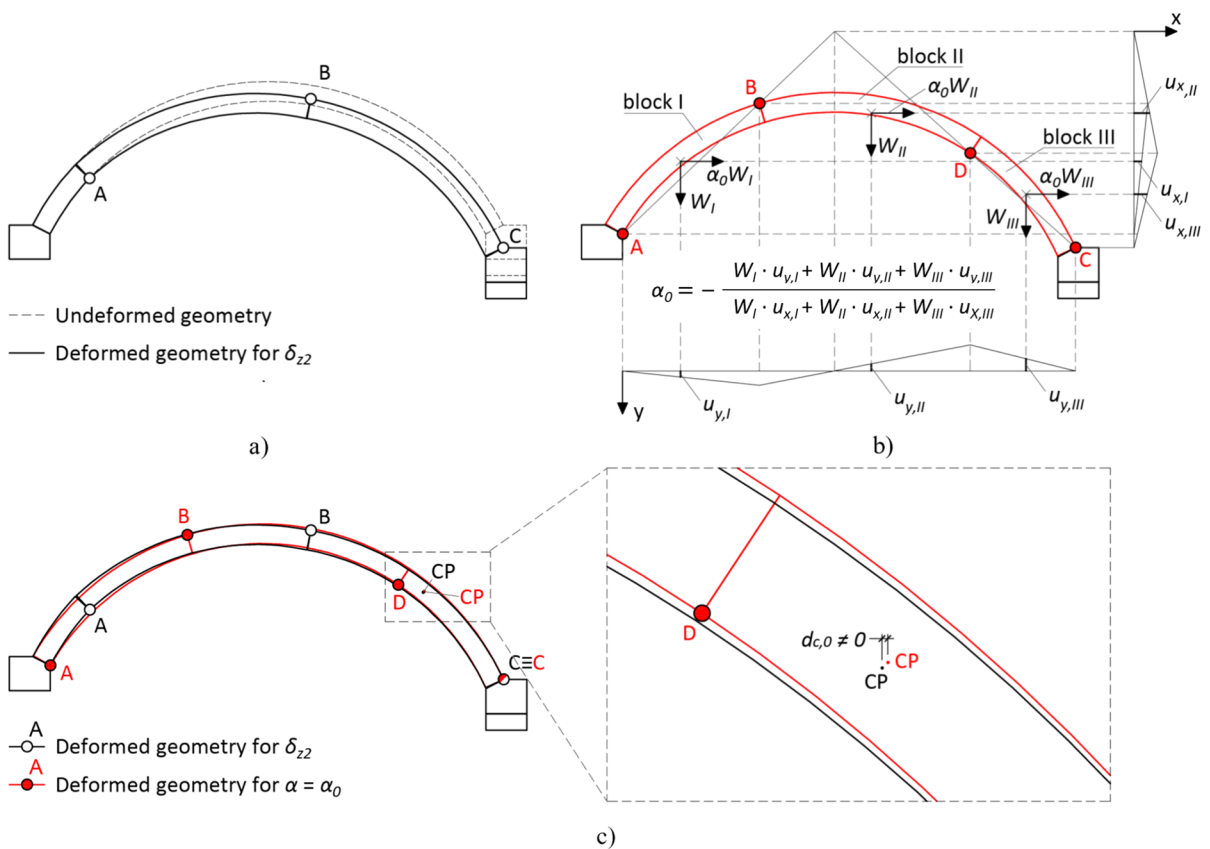 B
A
C
Undeformed geometry
Deformed geometry for δz2
a)
x
block II
B
α0WII
ux,II
block I
block III
WII
D
α0WI
α0WIII
ux,I
WI
WIII
ux,III
A
C
α0 = − WI · uy,I + WII · uy,II + WIII · uy,III
WI · ux,I + WII · ux,II + WIII · uX,III
y
uy,I
uy,II
uy,III
b)
B
B
CP
CP
D
A
A
C≡C
A
Deformed geometry for δz2
A
Deformed geometry for α = α0
D
dc,0 ≠ 0
CP
CP
c)